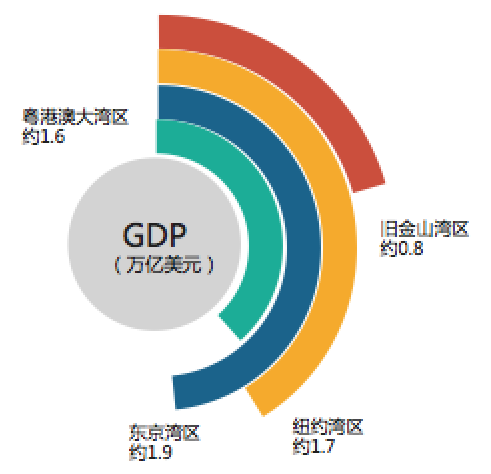 粤港澳大湾区
约1.6
GDP
（万亿美元）
旧金山湾区
约0.8
纽约湾区
约1.7
东京湾区
约1.9